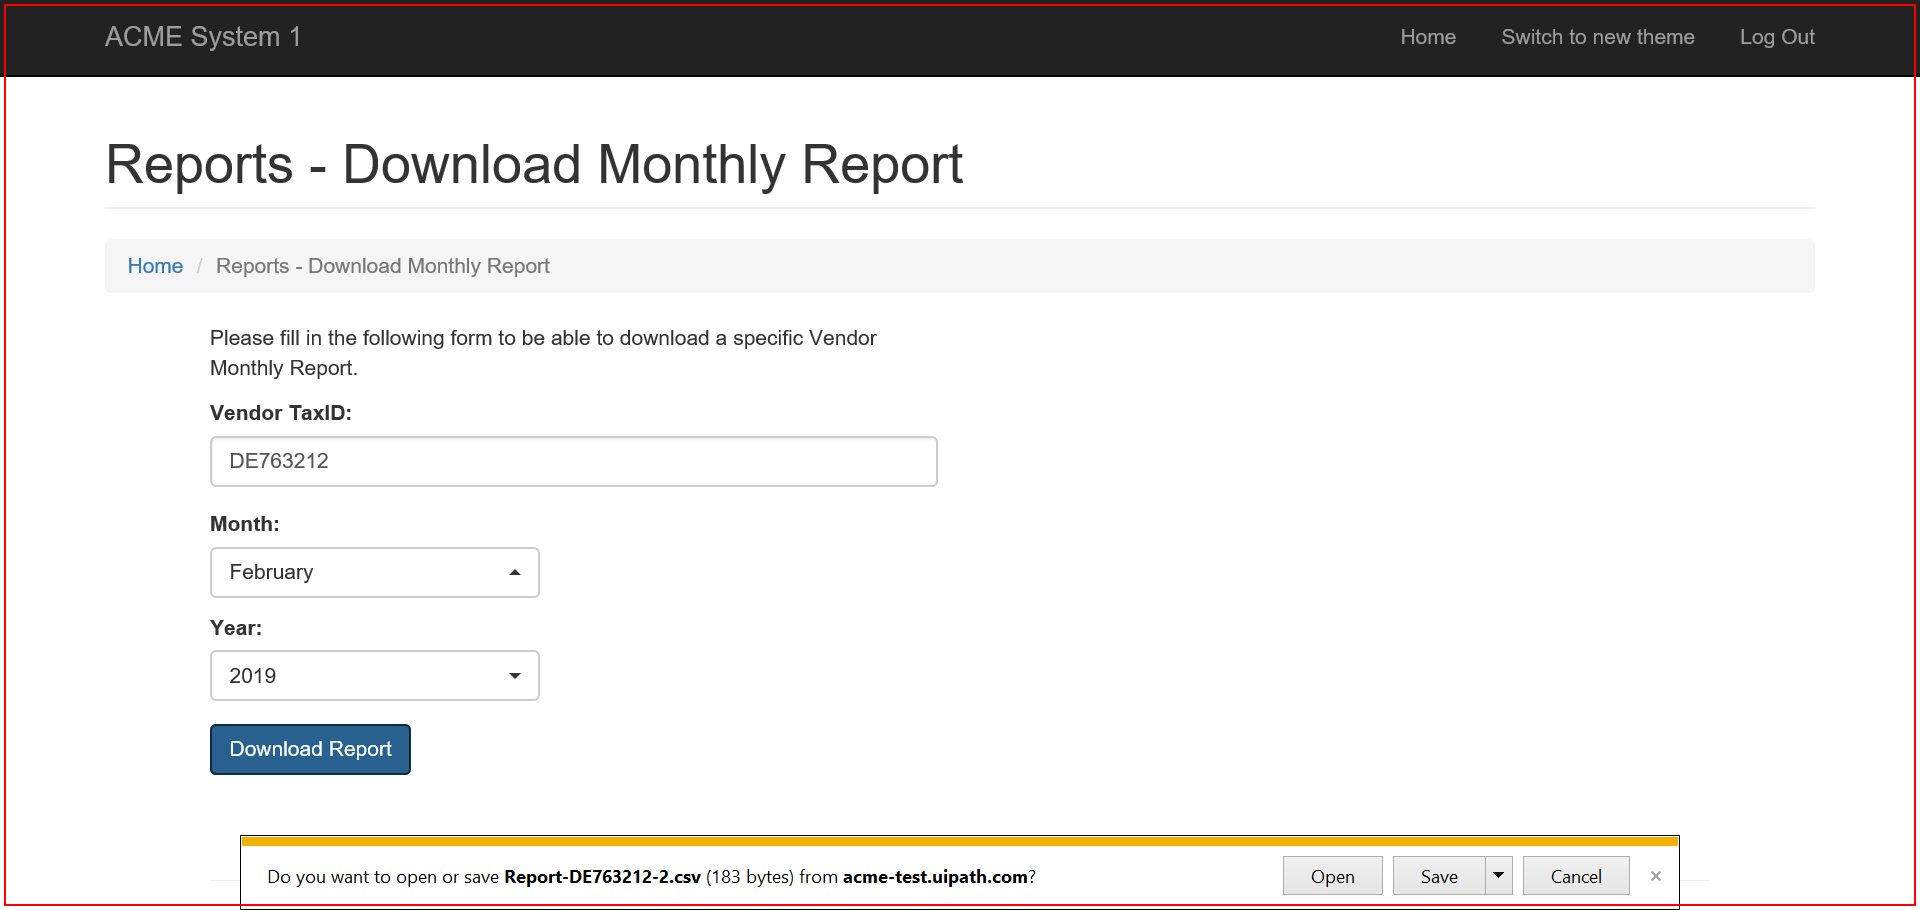 ACME System 1
Home Switch to new theme Log Out
Reports - Download Monthly Report
Home / Reports - Download Monthly Report
Please fill in the following form to be able to download a specific Vendor
Monthly Report.
Vendor TaxID:
DE763212
Month:
February
Year:
2019
Download Report
Do you want to open or save Report-DE763212-2.csv (183 bytes) from acme-test.uipath.com?
Open Save Cancel ×